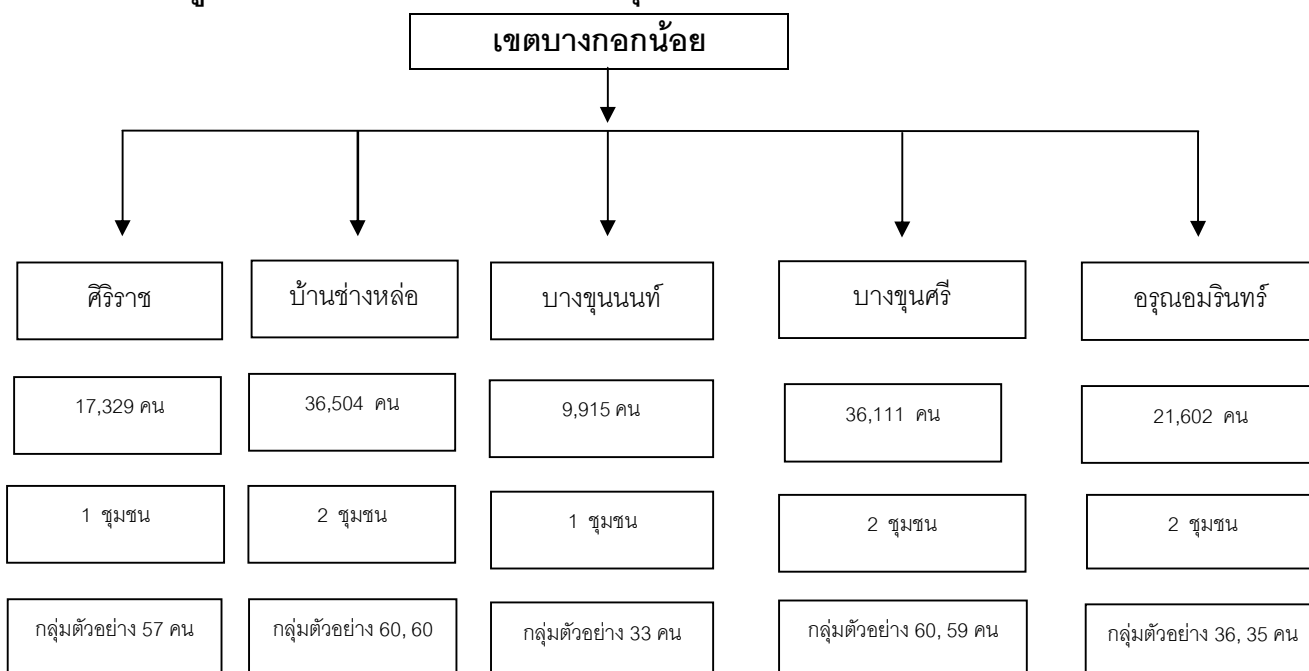 เขตบางกอกน้อย
ศิริราช
บ้านช่างหล่อ
บางขุนนนท์
บางขุนศรี
อรุณอมรินทร์
17,329 คน
36,504 คน
9,915 คน
36,111 คน
21,602 คน
1 ชุมชน
2 ชุมชน
1 ชุมชน
2 ชุมชน
2 ชุมชน
กลุ่มตัวอย่าง 57 คน
กลุ่มตัวอย่าง 60, 60
กลุ่มตัวอย่าง 33 คน
กลุ่มตัวอย่าง 60, 59 คน
กลุ่มตัวอย่าง 36, 35 คน